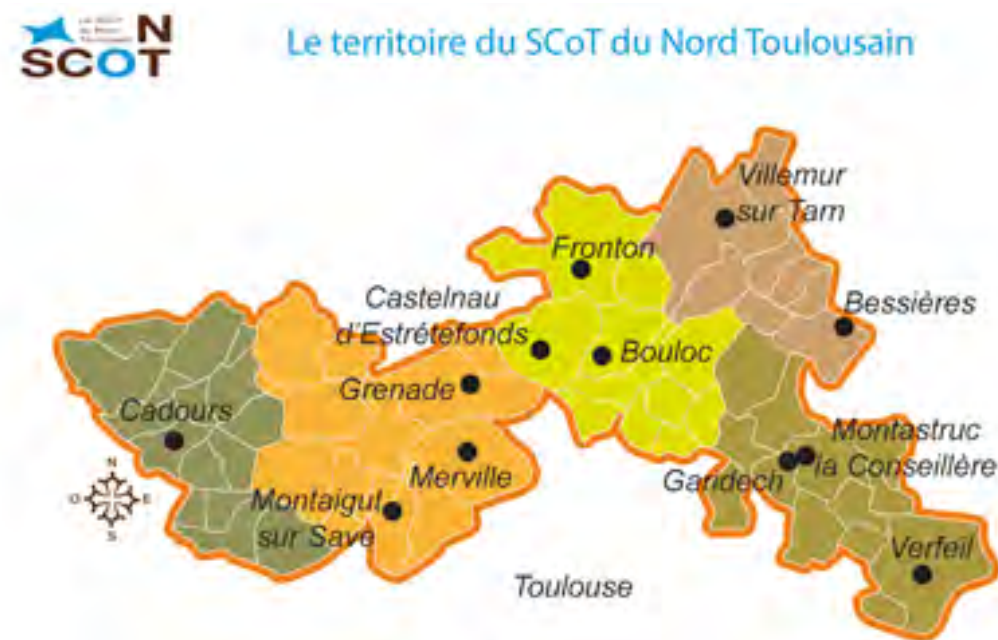 N
SCOT
Le territoire du SCoT du Nord Toulousain
Villemur
sur Tarn
Fronton
Castelnau
d'Estrétefonds
Bessières
Bouloc
Grenade
Cadours
Merville
Montastruc
la Conseillère
Garidech
Montaigut
sur Save
N
O
E
S
Verfeil
Toulouse